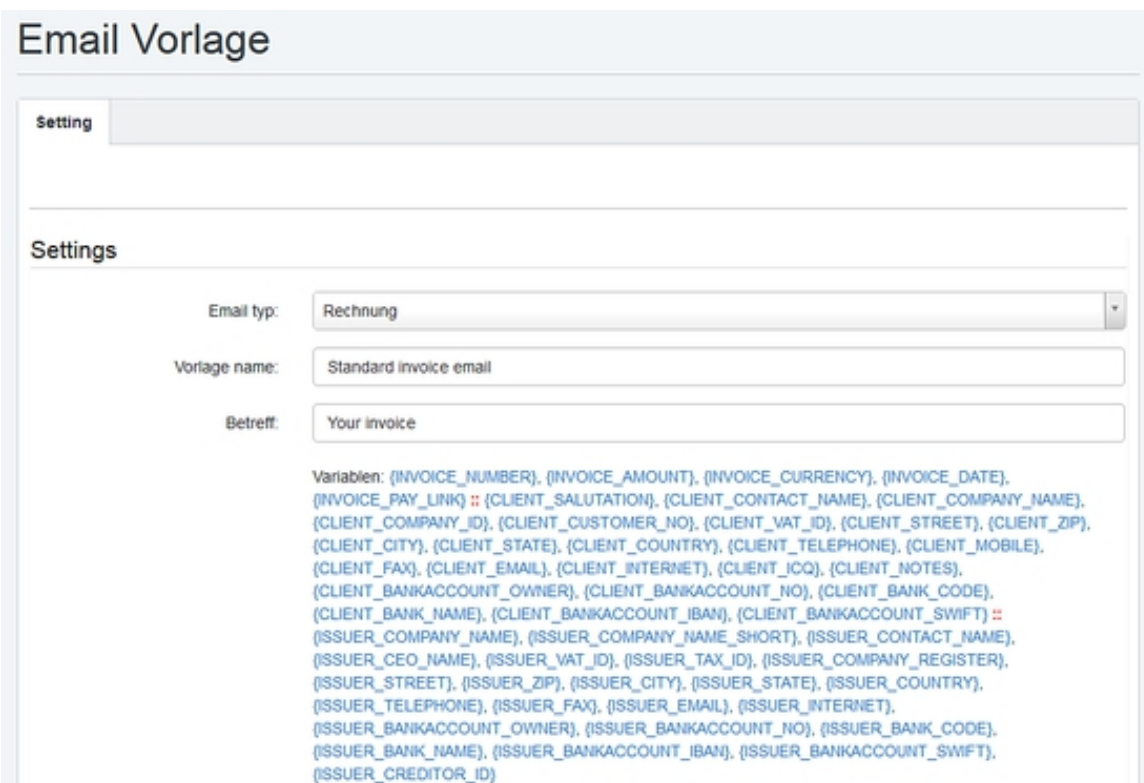 Email Vorlage
Setting
Settings
Email typ: Rechnung
Vorlage name: Standard invoice email
Betreff: Your invoice
Variablen: {INVOICE_NUMBER}, {INVOICE_AMOUNT}, {INVOICE_CURRENCY}, {INVOICE_DATE},
{INVOICE_PAY_LINK} :: {CLIENT_SALUTATION}, {CLIENT_CONTACT_NAME}, {CLIENT_COMPANY_NAME},
{CLIENT_COMPANY_ID}, {CLIENT_CUSTOMER_NO}, {CLIENT_VAT_ID}, {CLIENT_STREET}, {CLIENT_ZIP},
{CLIENT_CITY}, {CLIENT_STATE}, {CLIENT_COUNTRY}, {CLIENT_TELEPHONE}, {CLIENT_MOBILE},
{CLIENT_FAX}, {CLIENT_EMAIL}, {CLIENT_INTERNET}, {CLIENT_ICQ}, {CLIENT_NOTES},
{CLIENT_BANKACCOUNT_OWNER}, {CLIENT_BANKACCOUNT_NO}, {CLIENT_BANK_CODE},
{CLIENT_BANK_NAME}, {CLIENT_BANKACCOUNT_IBAN}, {CLIENT_BANKACCOUNT_SWIFT} ::
{ISSUER_COMPANY_NAME}, {ISSUER_COMPANY_NAME_SHORT}, {ISSUER_CONTACT_NAME},
{ISSUER_CEO_NAME}, {ISSUER_VAT_ID}, {ISSUER_TAX_ID}, {ISSUER_COMPANY_REGISTER},
{ISSUER_STREET}, {ISSUER_ZIP}, {ISSUER_CITY}, {ISSUER_STATE}, {ISSUER_COUNTRY},
{ISSUER_TELEPHONE}, {ISSUER_FAX}, {ISSUER_EMAIL}, {ISSUER_INTERNET},
{ISSUER_BANKACCOUNT_OWNER}, {ISSUER_BANKACCOUNT_NO}, {ISSUER_BANK_CODE},
{ISSUER_BANK_NAME}, {ISSUER_BANKACCOUNT_IBAN}, {ISSUER_BANKACCOUNT_SWIFT},
{ISSUER_CREDITOR_ID}